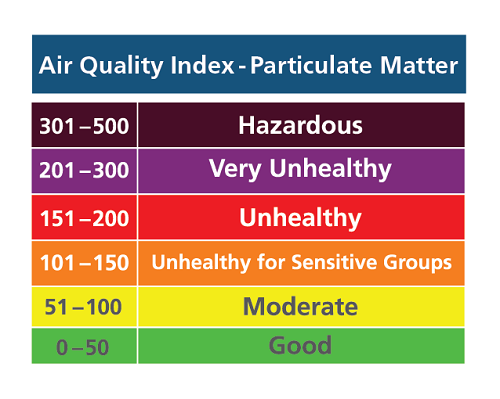 Air Quality Index - Particulate Matter
301 – 500 Hazardous
201 – 300 Very Unhealthy
151 – 200 Unhealthy
101 – 150 Unhealthy for Sensitive Groups
51 – 100 Moderate
0 – 50 Good